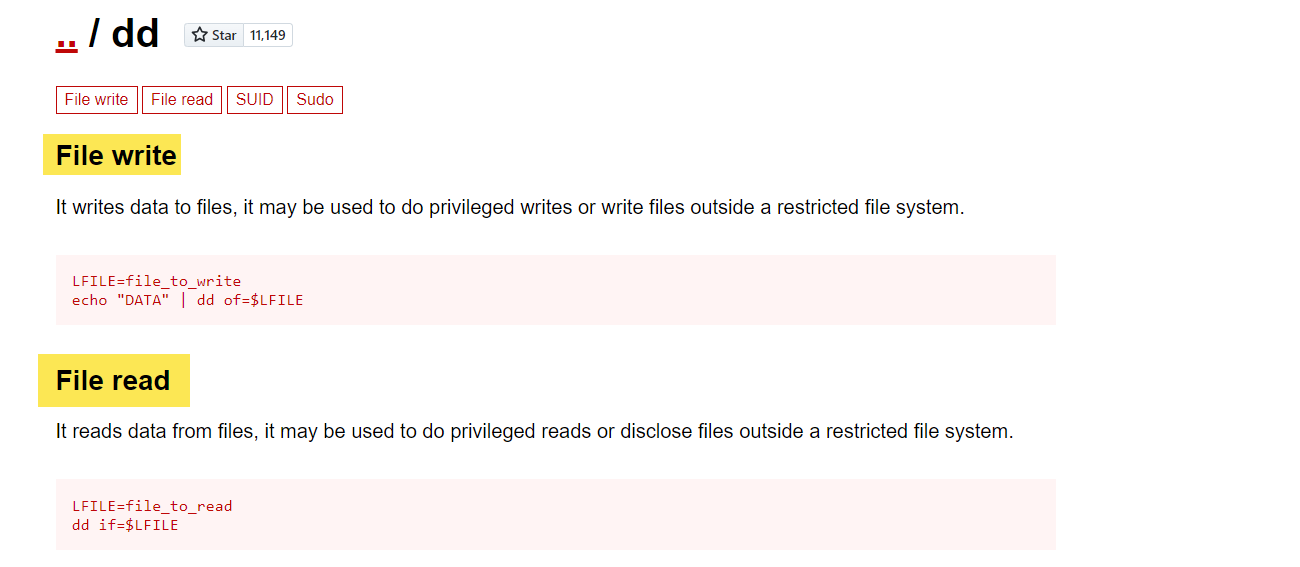 .. / dd Star 11,149
File write File read SUID Sudo
File write
It writes data to files, it may be used to do privileged writes or write files outside a restricted file system.
LFILE=file_to_write
echo "DATA" | dd of=$LFILE
File read
It reads data from files, it may be used to do privileged reads or disclose files outside a restricted file system.
LFILE=file_to_read
dd if=$LFILE